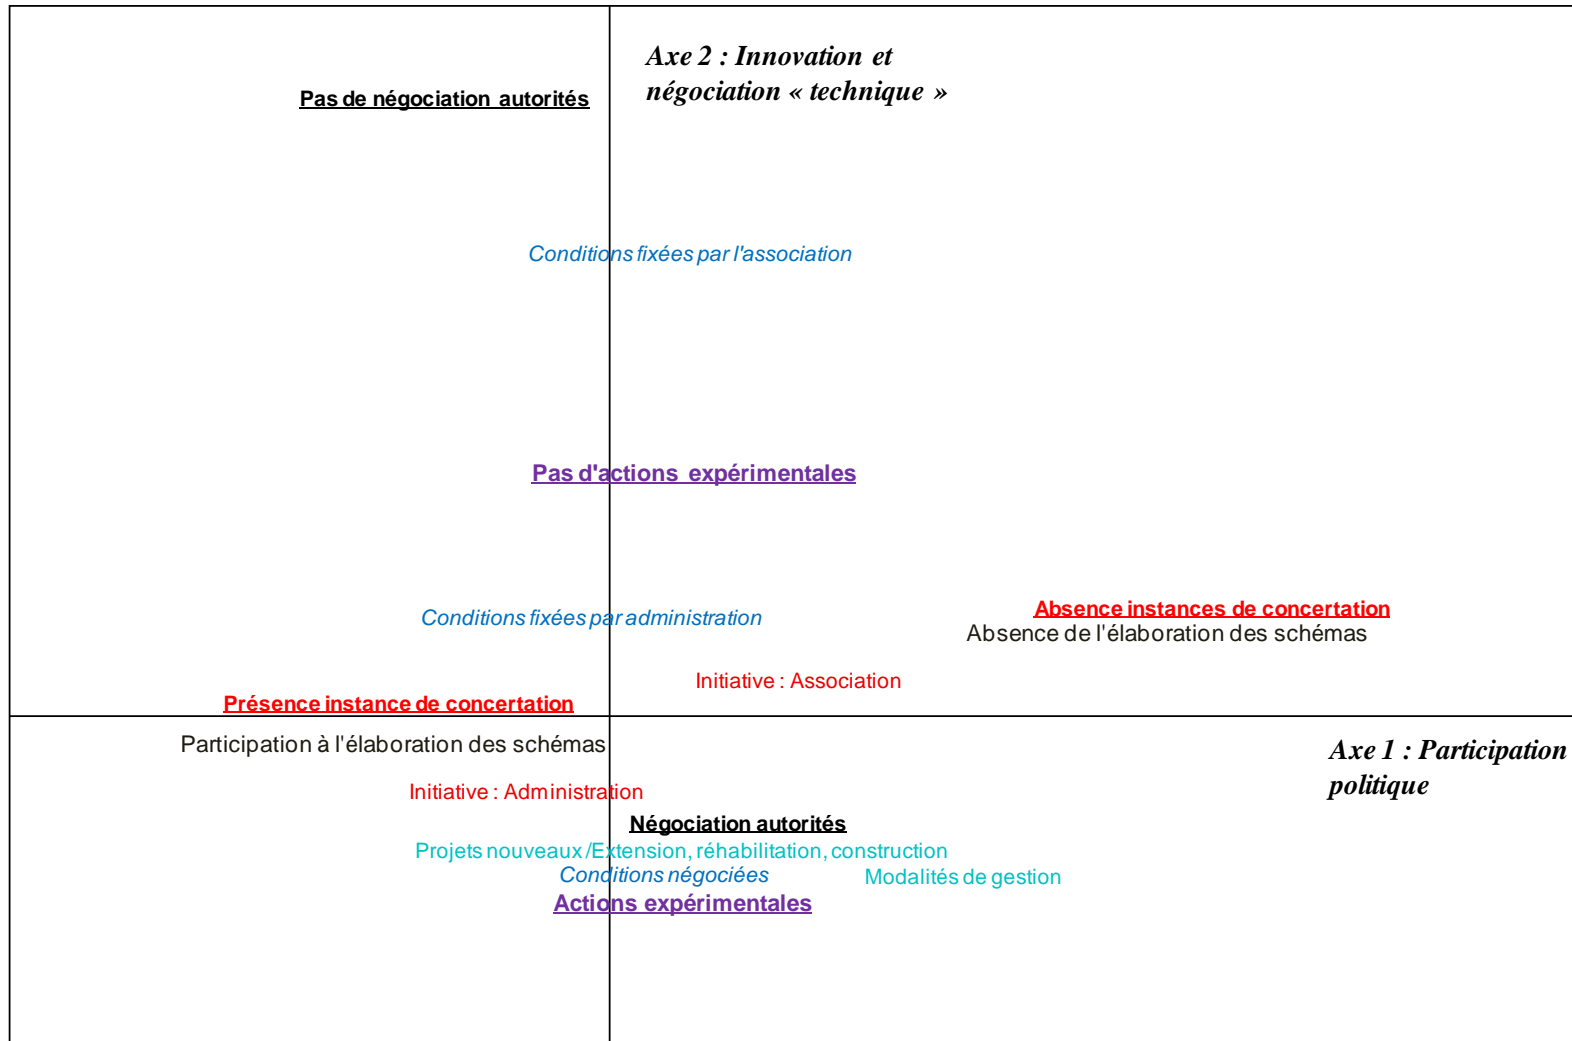 Axe 2 : Innovation et
négociation « technique »
Pas de négociation autorités
Conditions fixées par l'association
Pas d'actions expérimentales
Conditions fixées par administration
Absence instances de concertation
Absence de l'élaboration des schémas
Initiative : Association
Présence instance de concertation
Participation à l'élaboration des schémas
Axe 1 : Participation
politique
Initiative : Administration
Négociation autorités
Projets nouveaux /Extension, réhabilitation, construction
Conditions négociées
Modalités de gestion
Actions expérimentales